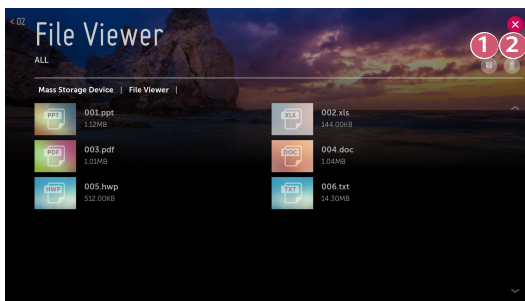 < 02
File Viewer
ALL
1 2
Mass Storage Device | File Viewer |
PPT 001.ppt
1.12MB
XLS 002.xls
144.00KB
PDF 003.pdf
1.01MB
DOC 004.doc
1.04MB
HWP 005.hwp
512.00KB
TXT 006.txt
14.30MB